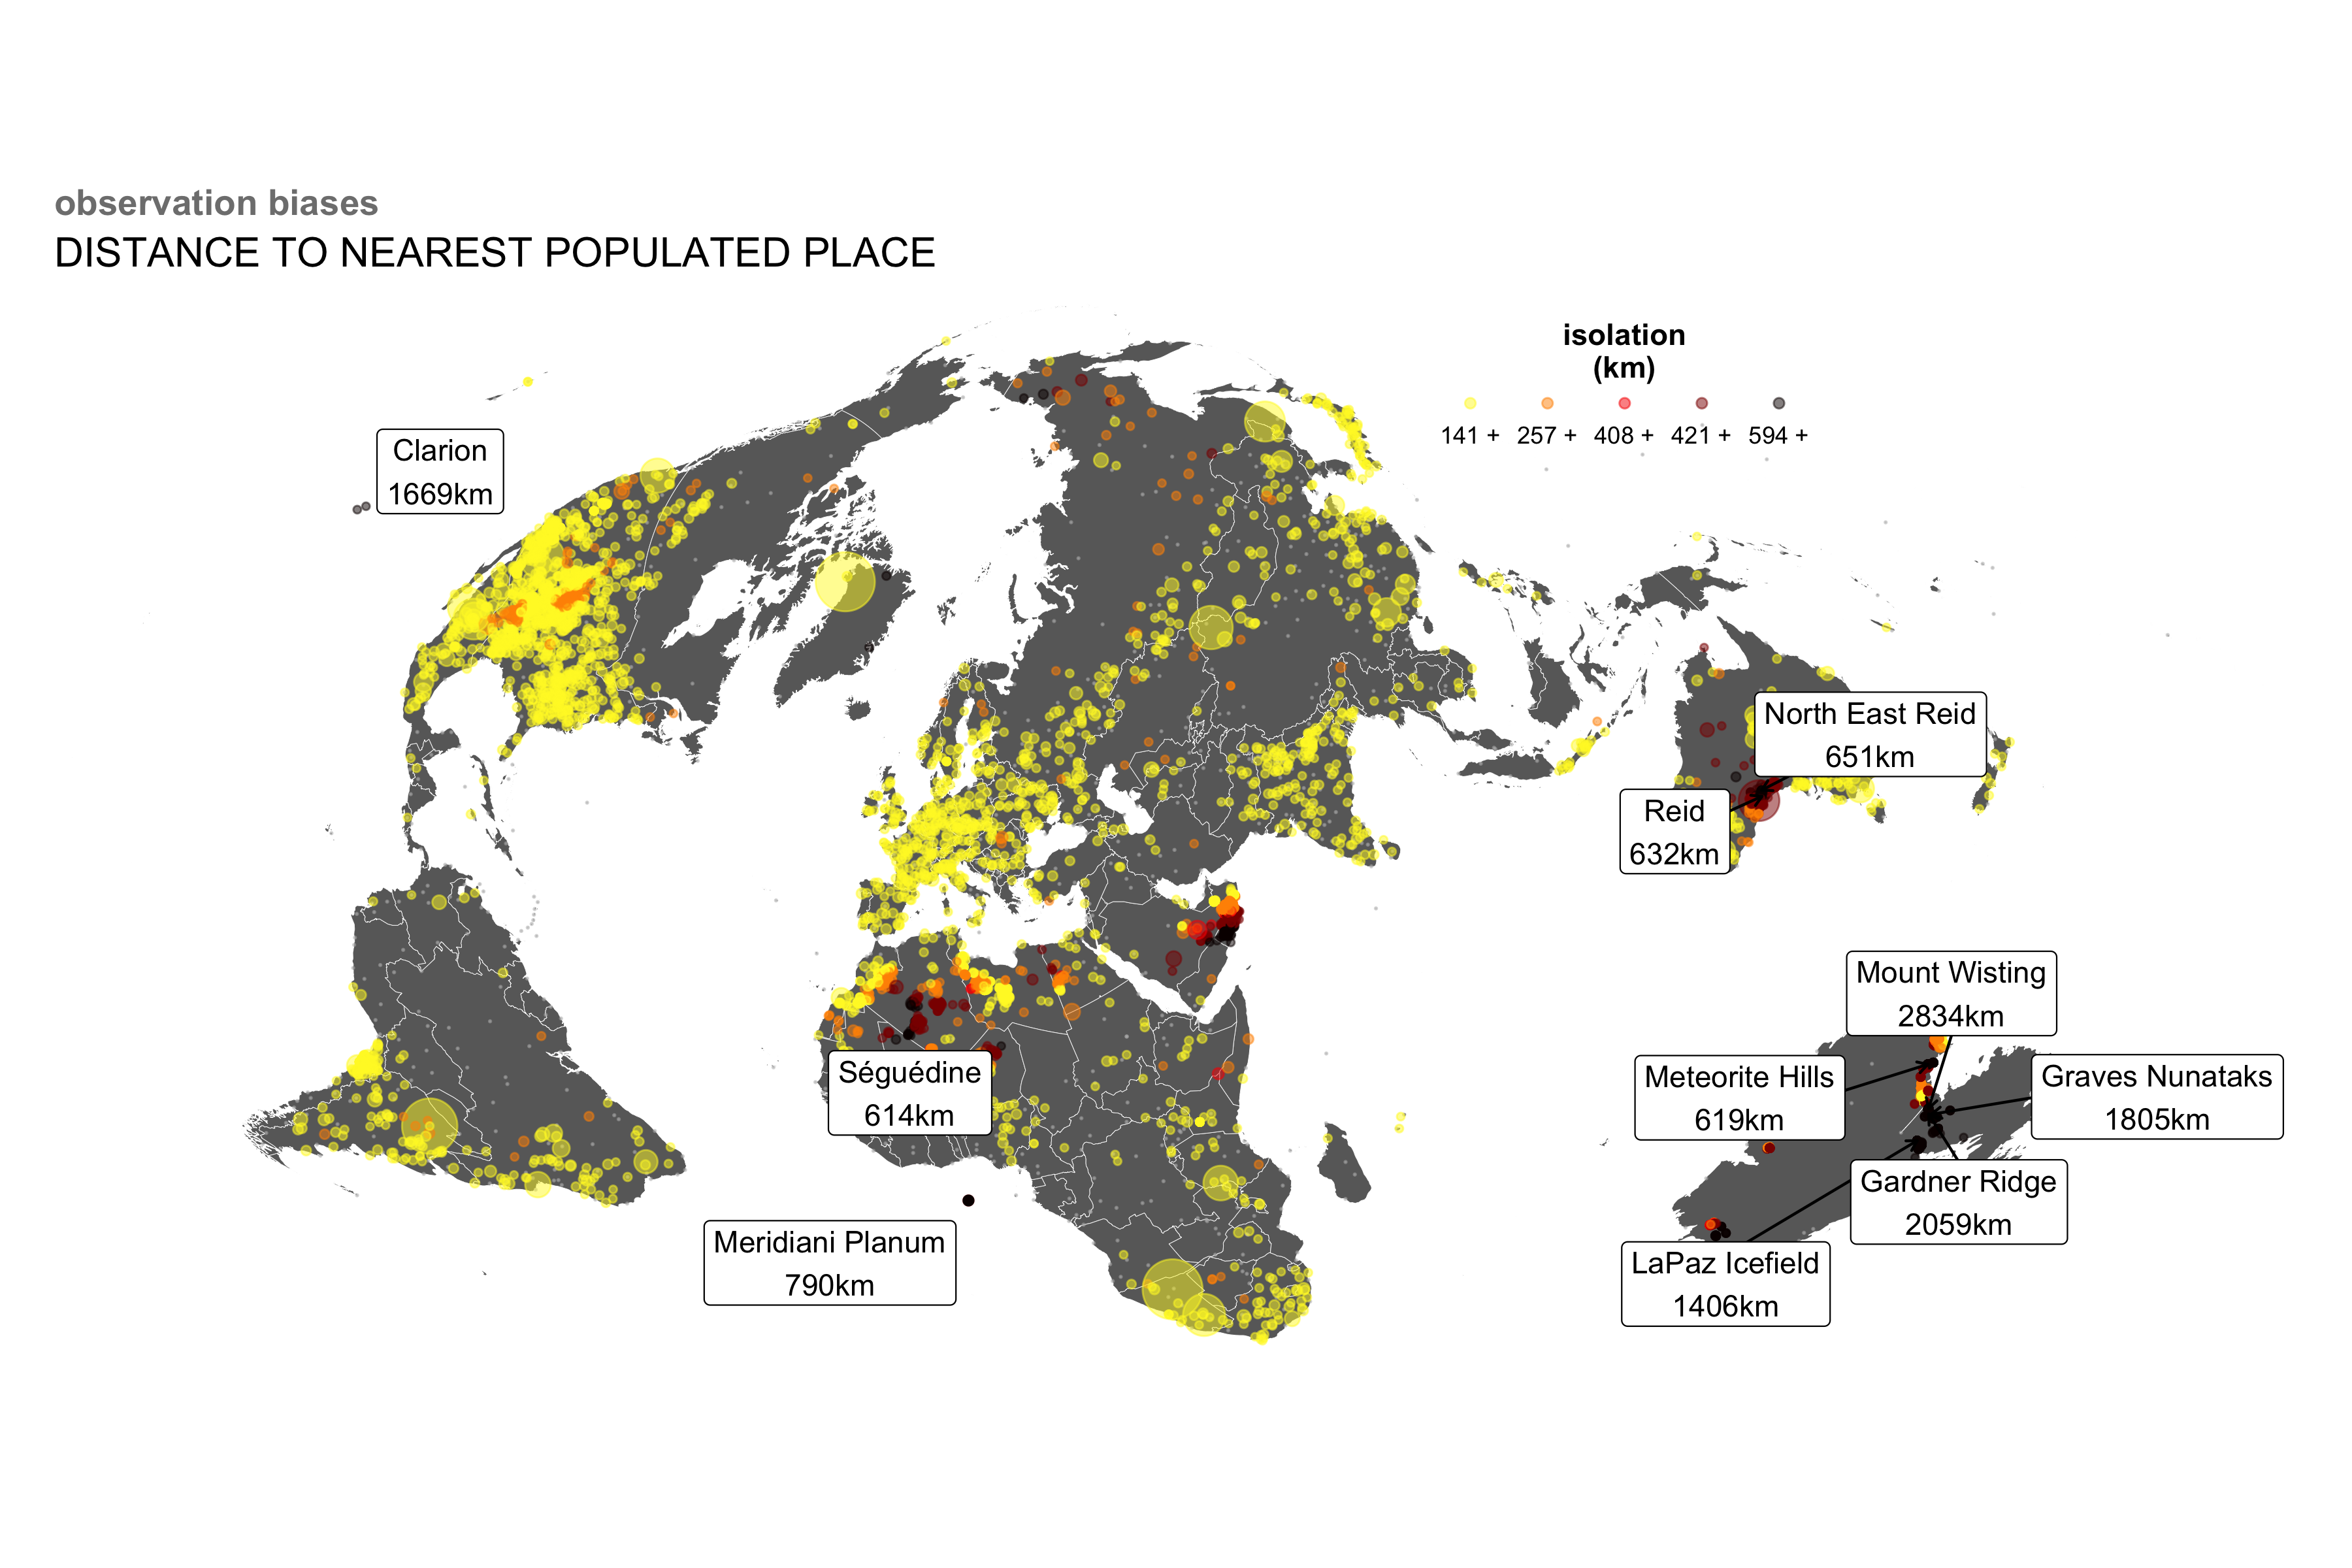 observation biases
DISTANCE TO NEAREST POPULATED PLACE
isolation
(km)
141 + 257 + 408 + 421 + 594 +
Clarion
1669km
North East Reid
651km
Reid
632km
Mount Wisting
2834km
Meteorite Hills
619km
Graves Nunataks
1805km
Séguédine
614km
Gardner Ridge
2059km
Meridiani Planum
790km
LaPaz Icefield
1406km